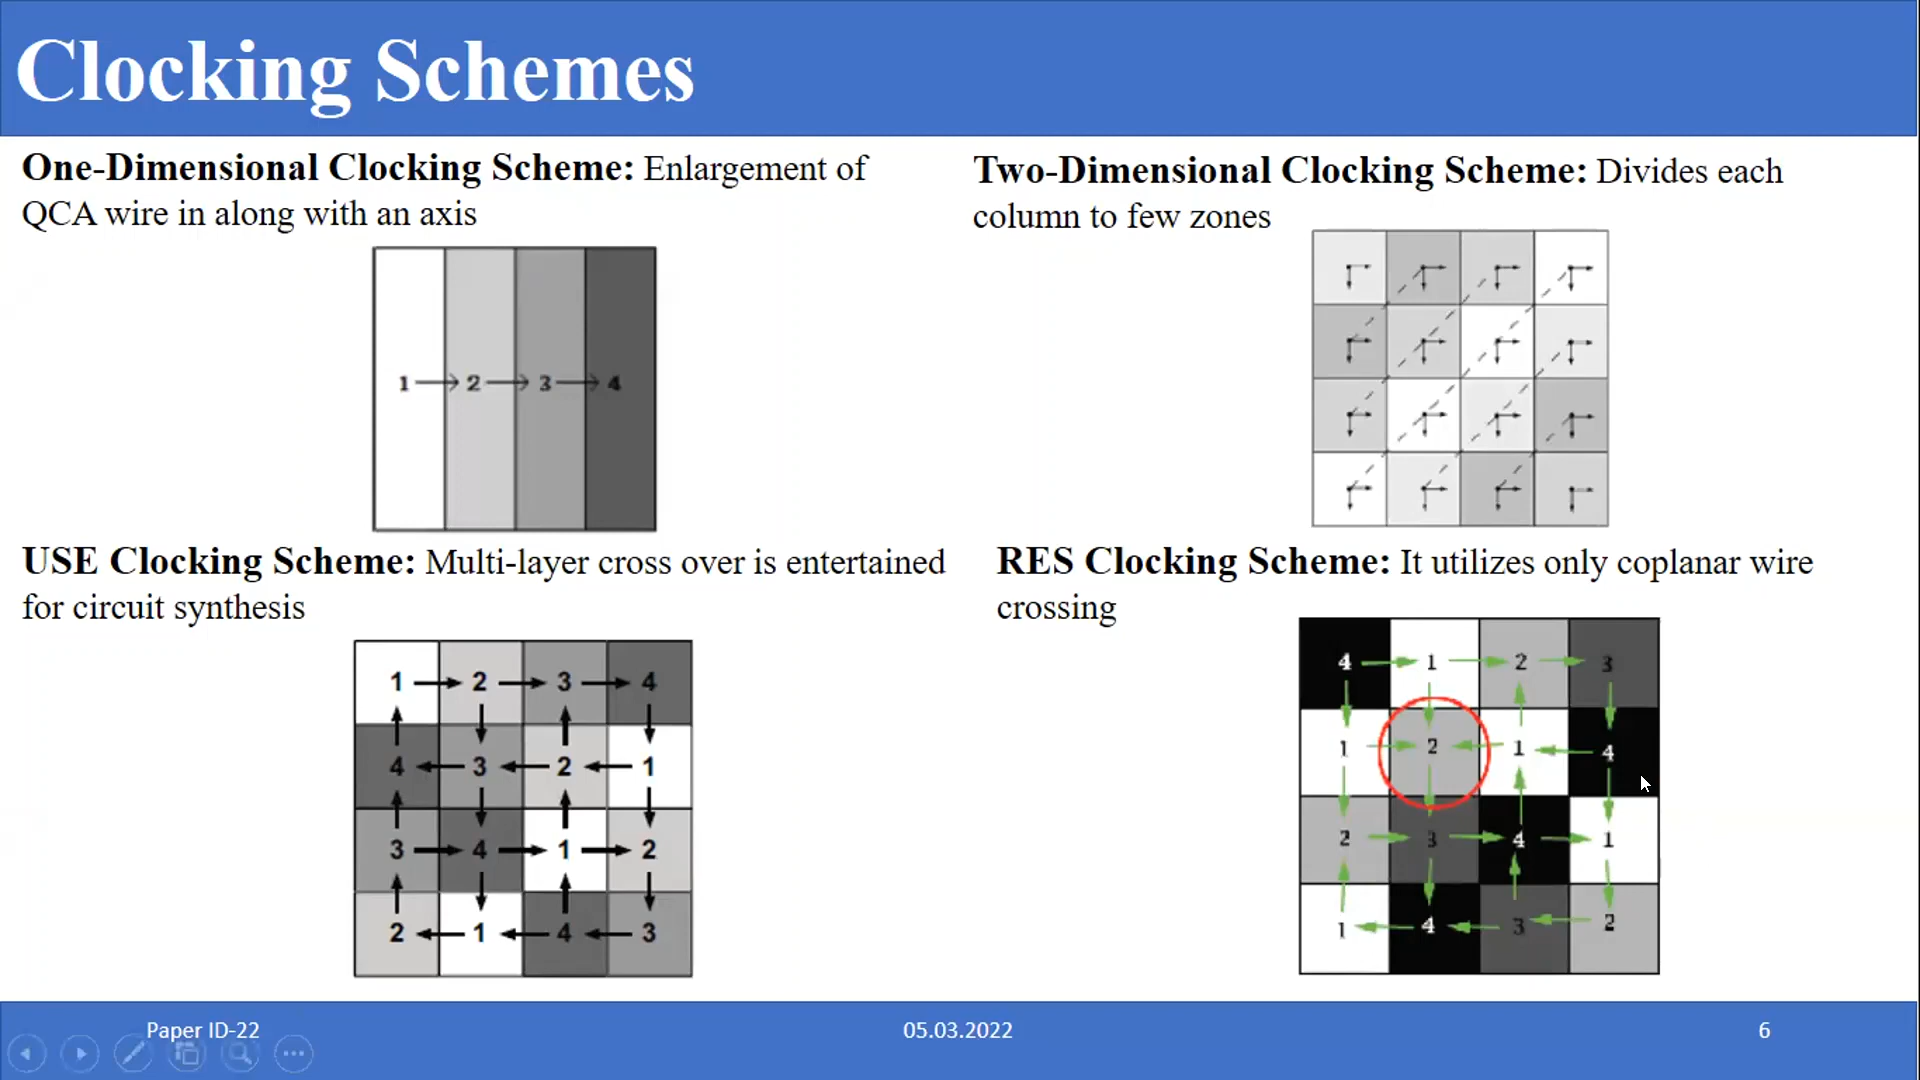 Clocking Schemes
One-Dimensional Clocking Scheme: Enlargement of
QCA wire in along with an axis
1 2 3 4
Two-Dimensional Clocking Scheme: Divides each
column to few zones
USE Clocking Scheme: Multi-layer cross over is entertained
for circuit synthesis
1 2 3 4
4 3 2 1
3 4 1 2
2 1 4 3
RES Clocking Scheme: It utilizes only coplanar wire
crossing
4 1 2 3
1 2 1 4
2 3 4 1
1 4 3 2
Paper ID-22
05.03.2022
6